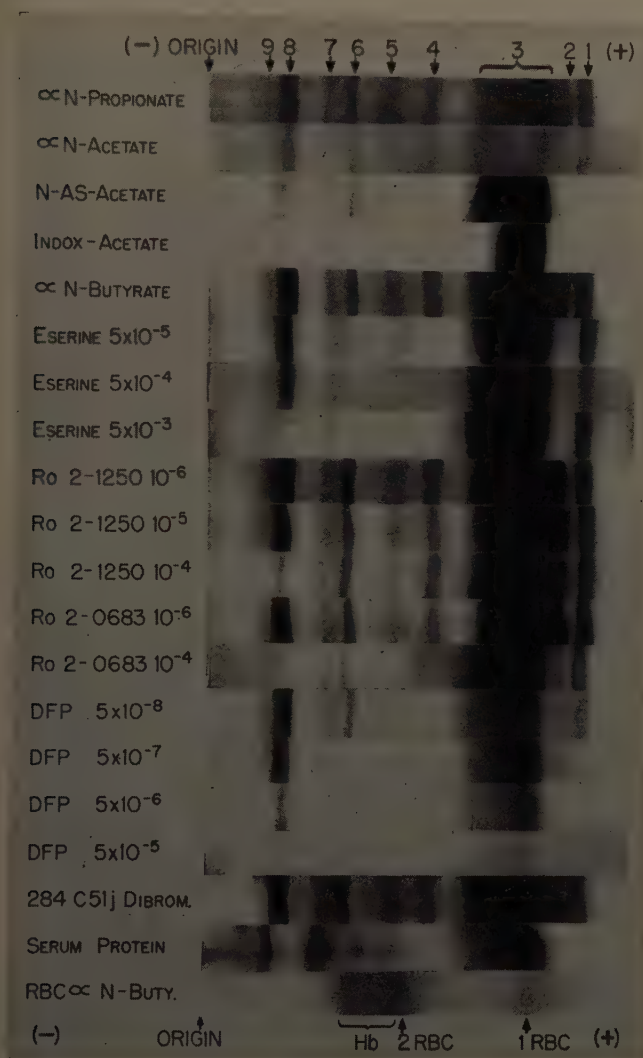 (-) ORIGIN 9 8 7 6 5 4 3 2 1 (+)
∝ N-PROPIONATE
∝ N-ACETATE
N-AS-ACETATE
INDOX-ACETATE
∝ N-BUTYRATE
ESERINE 5x10⁻⁵
ESERINE 5x10⁻⁴
ESERINE 5x10⁻³
Ro 2-1250 10⁻⁶
Ro 2-1250 10⁻⁵
Ro 2-1250 10⁻⁴
Ro 2-0683 10⁻⁶
Ro 2-0683 10⁻⁴
DFP 5x10⁻⁸
DFP 5x10⁻⁷
DFP 5x10⁻⁶
DFP 5x10⁻⁵
284 C51j DIBROM.
SERUM PROTEIN
RBC ∝ N-BUTY.
(-) ORIGIN Hb 2 RBC 1 RBC (+)